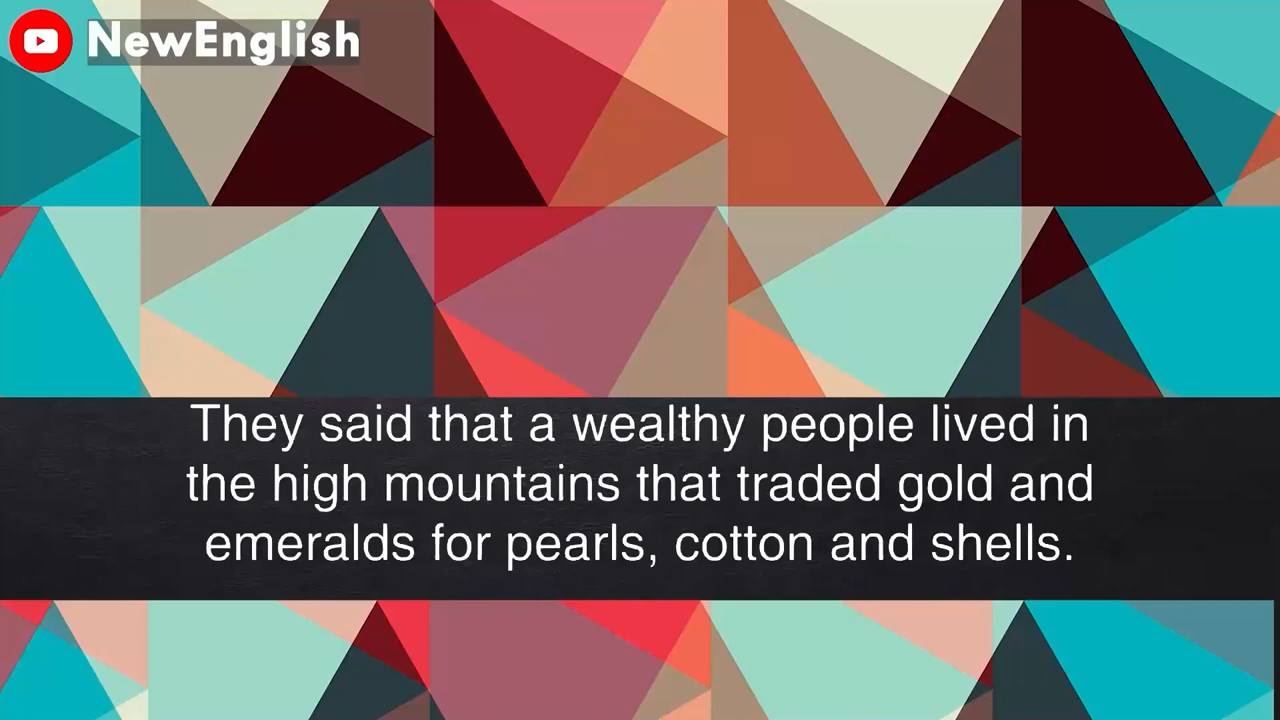 NewEnglish
They said that a wealthy people lived in
the high mountains that traded gold and
emeralds for pearls, cotton and shells.